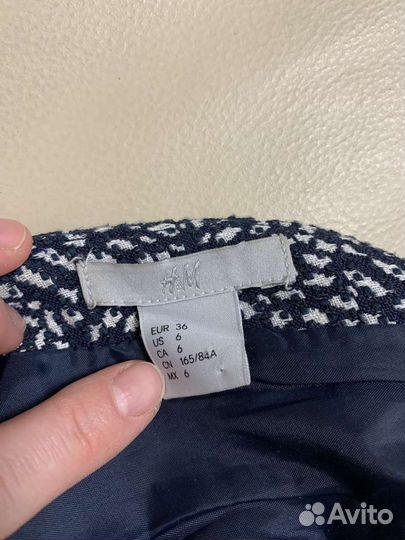 H&M
EUR 36
US 6
CA 6
CN 165/84A
MX 6
Avito